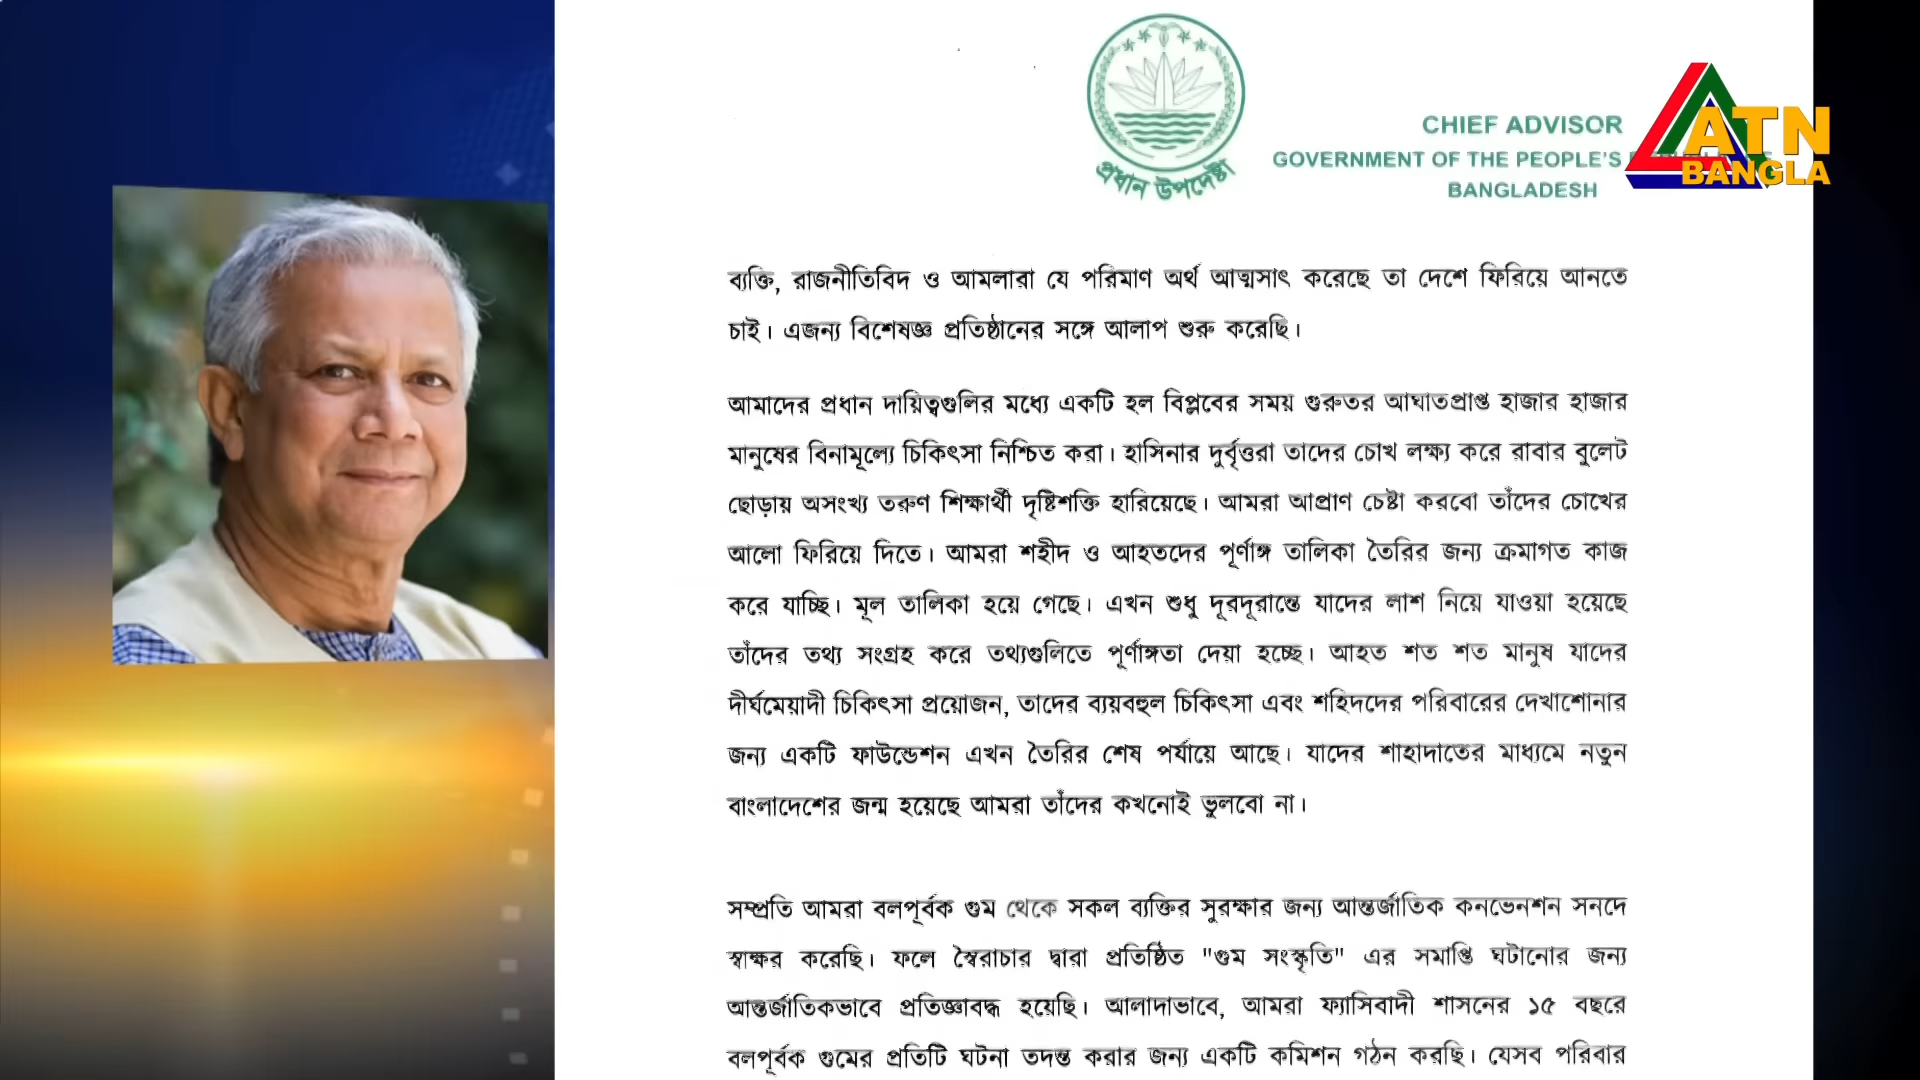 প্রধান উপদেষ্টা
CHIEF ADVISOR
GOVERNMENT OF THE PEOPLE'S
BANGLADESH
ATN
BANGLA
ব্যক্তি, রাজনীতিবিদ ও আমলারা যে পরিমাণ অর্থ আত্মসাৎ করেছে তা দেশে ফিরিয়ে আনতে
চাই। এজন্য বিশেষজ্ঞ প্রতিষ্ঠানের সঙ্গে আলাপ শুরু করেছি।
আমাদের প্রধান দায়িত্বগুলির মধ্যে একটি হল বিপ্লবের সময় গুরুতর আঘাতপ্রাপ্ত হাজার হাজার
মানুষের বিনামূল্যে চিকিৎসা নিশ্চিত করা। হাসিনার দুর্বৃত্তরা তাদের চোখ লক্ষ্য করে রাবার বুলেট
ছোড়ায় অসংখ্য তরুণ শিক্ষার্থী দৃষ্টিশক্তি হারিয়েছে। আমরা আপ্রাণ চেষ্টা করবো তাঁদের চোখের
আলো ফিরিয়ে দিতে। আমরা শহীদ ও আহতদের পূর্ণাঙ্গ তালিকা তৈরির জন্য ক্রমাগত কাজ
করে যাচ্ছি। মূল তালিকা হয়ে গেছে। এখন শুধু দূরদূরান্তে যাদের লাশ নিয়ে যাওয়া হয়েছে
তাঁদের তথ্য সংগ্রহ করে তথ্যগুলিতে পূর্ণাঙ্গতা দেয়া হচ্ছে। আহত শত শত মানুষ যাদের
দীর্ঘমেয়াদী চিকিৎসা প্রয়োজন, তাদের ব্যয়বহুল চিকিৎসা এবং শহিদদের পরিবারের দেখাশোনার
জন্য একটি ফাউন্ডেশন এখন তৈরির শেষ পর্যায়ে আছে। যাদের শাহাদাতের মাধ্যমে নতুন
বাংলাদেশের জন্ম হয়েছে আমরা তাঁদের কখনোই ভুলবো না।
সম্প্রতি আমরা বলপূর্বক গুম থেকে সকল ব্যক্তির সুরক্ষার জন্য আন্তর্জাতিক কনভেনশন সনদে
স্বাক্ষর করেছি। ফলে স্বৈরাচার দ্বারা প্রতিষ্ঠিত "গুম সংস্কৃতি" এর সমাপ্তি ঘটানোর জন্য
আন্তর্জাতিকভাবে প্রতিজ্ঞাবদ্ধ হয়েছি। আলাদাভাবে, আমরা ফ্যাসিবাদী শাসনের ১৫ বছরে
বলপূর্বক গুমের প্রতিটি ঘটনা তদন্ত করার জন্য একটি কমিশন গঠন করছি। যেসব পরিবার